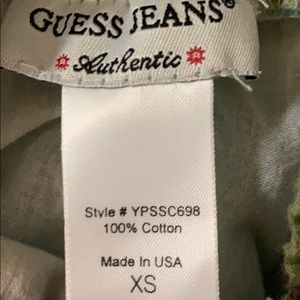 GUESS JEANS®
Authentic
Style # YPSSC698
100% Cotton
Made In USA
XS